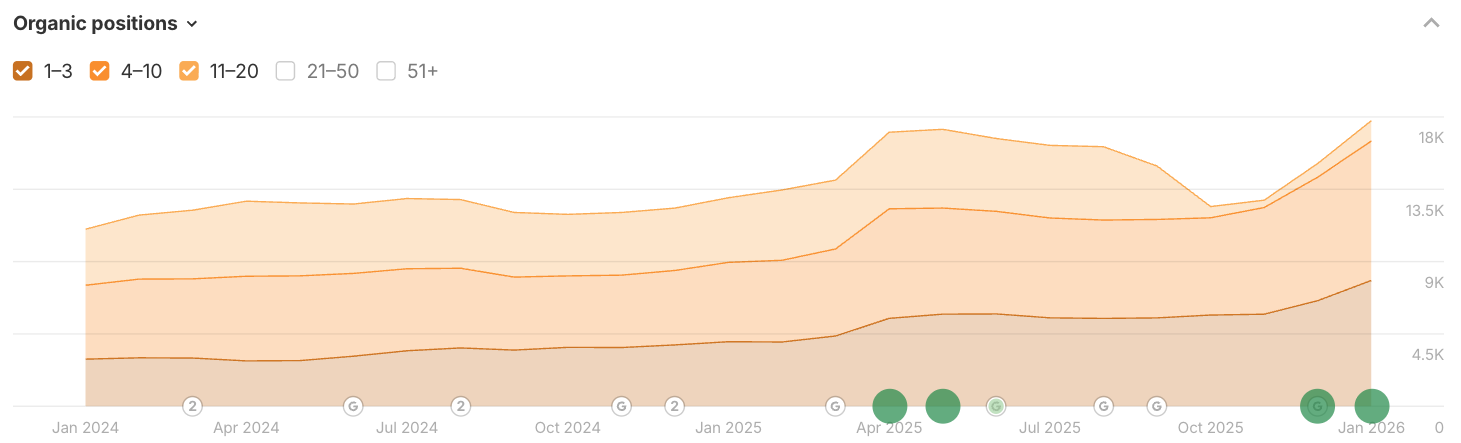 Organic positions
1–3 4–10 11–20 21–50 51+
18K
13.5K
9K
4.5K
2 G 2 G 2 G G G G G
Jan 2024 Apr 2024 Jul 2024 Oct 2024 Jan 2025 Apr 2025 Jul 2025 Oct 2025 Jan 2026 0